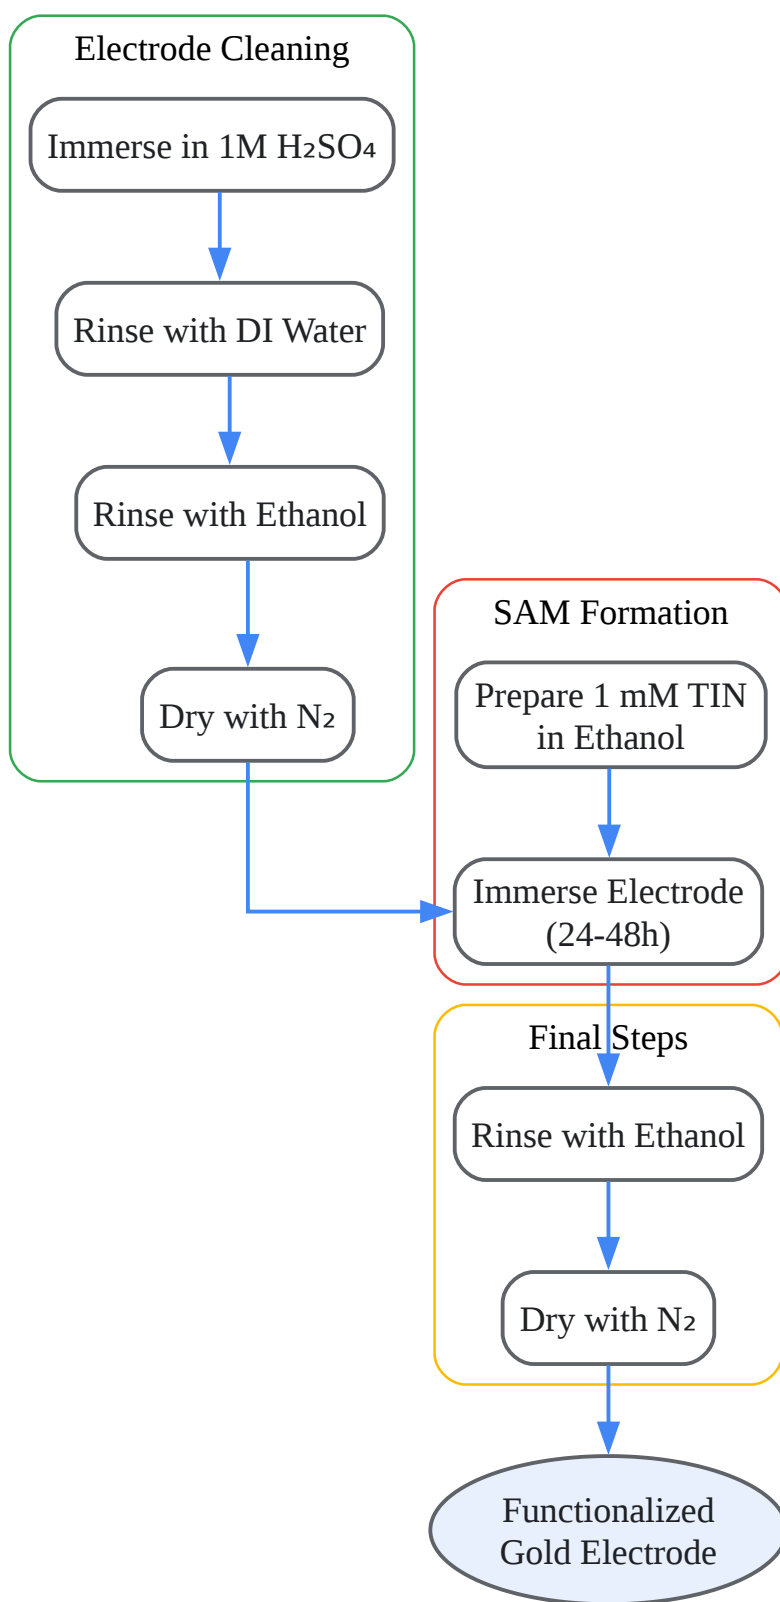 Electrode Cleaning
Immerse in 1M H₂SO₄
Rinse with DI Water
Rinse with Ethanol
Dry with N₂
SAM Formation
Prepare 1 mM TIN
in Ethanol
Immerse Electrode
(24-48h)
Final Steps
Rinse with Ethanol
Dry with N₂
Functionalized
Gold Electrode